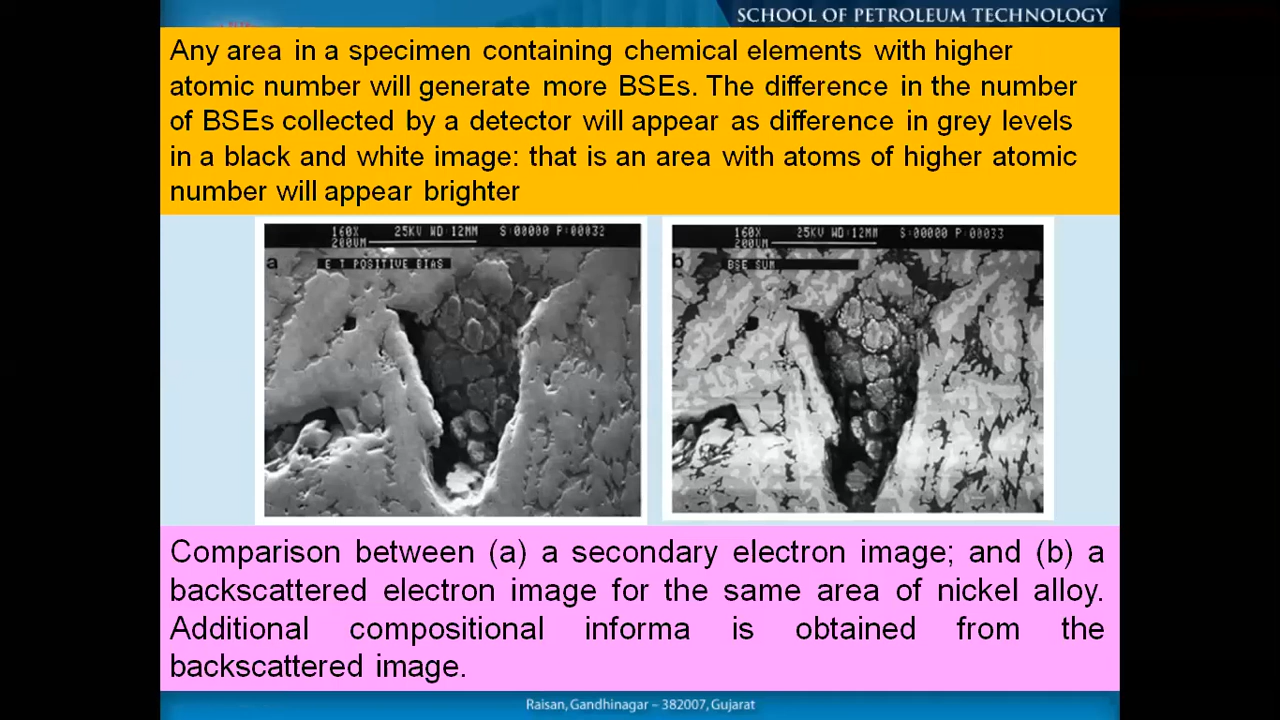 SCHOOL OF PETROLEUM TECHNOLOGY
Any area in a specimen containing chemical elements with higher
atomic number will generate more BSEs. The difference in the number
of BSEs collected by a detector will appear as difference in grey levels
in a black and white image: that is an area with atoms of higher atomic
number will appear brighter
160X 25KV WD:12MM S:00000 P:00032
200UM
a E T POSITIVE BIAS
160X 25KV WD:12MM S:00000 P:00033
200UM
b BSE SUM
Comparison between (a) a secondary electron image; and (b) a
backscattered electron image for the same area of nickel alloy.
Additional compositional informa is obtained from the
backscattered image.
Raisan, Gandhinagar – 382007, Gujarat